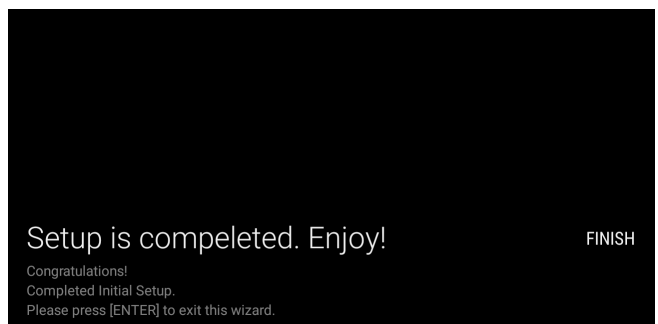 Setup is compeleted. Enjoy!
FINISH
Congratulations!
Completed Initial Setup.
Please press [ENTER] to exit this wizard.